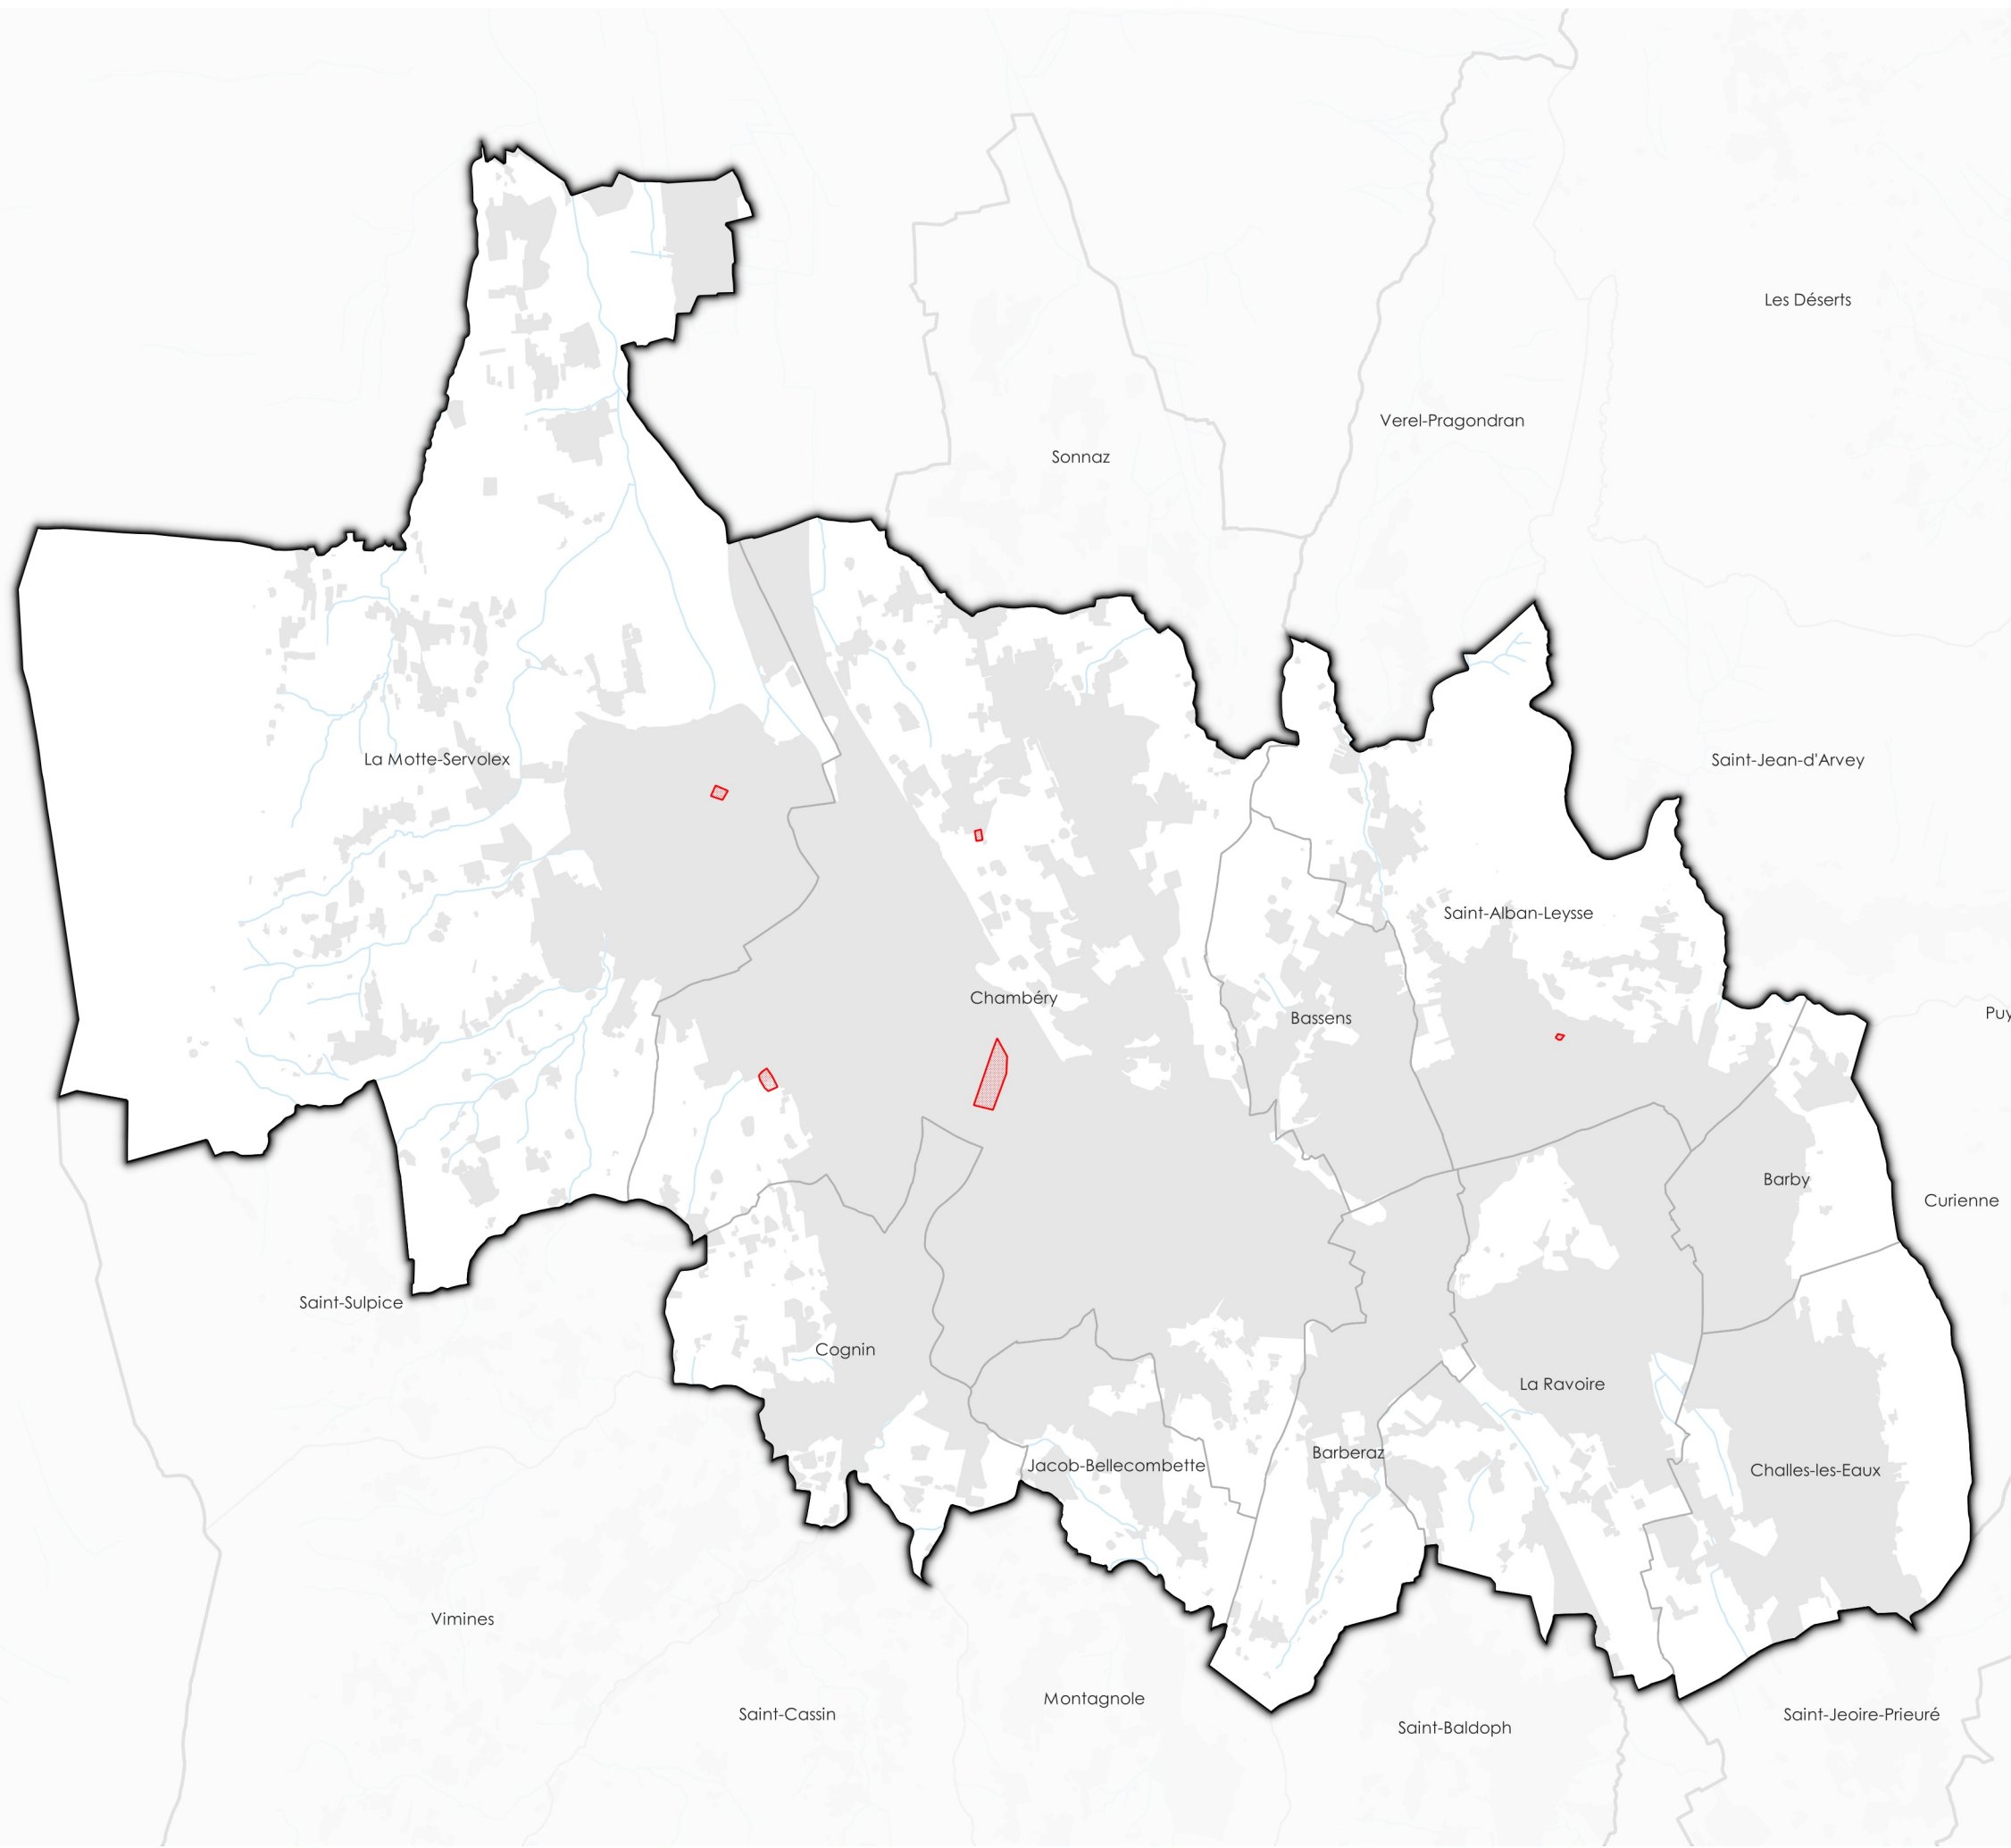 Les Déserts
Verel-Pragondran
Sonnaz
La Motte-Servolex
Saint-Jean-d'Arvey
Saint-Alban-Leysse
Chambéry
Bassens
Puy
Barby
Curienne
Saint-Sulpice
Cognin
La Ravoire
Barberaz
Jacob-Bellecombette
Challes-les-Eaux
Vimines
Montagnole
Saint-Cassin
Saint-Baldoph
Saint-Jeoire-Prieuré